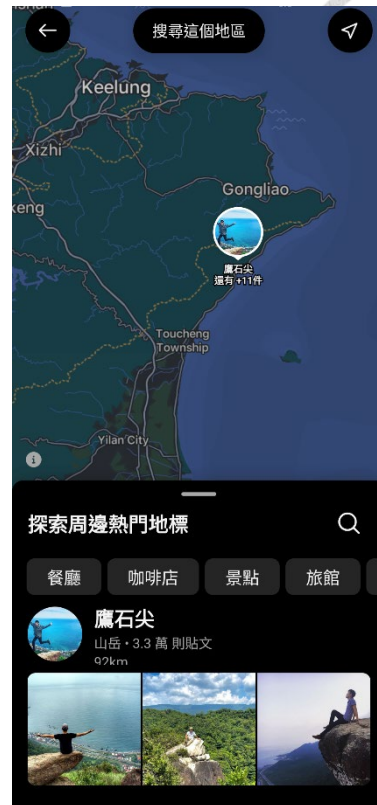 搜尋這個地區
Keelung
Xizhi
Gongliao
keng
鷹石尖
還有 +11件
Toucheng
Township
Yilan City
探索周邊熱門地標
餐廳
咖啡店
景點
旅館
鷹石尖
山岳・3.3 萬 則貼文
92km